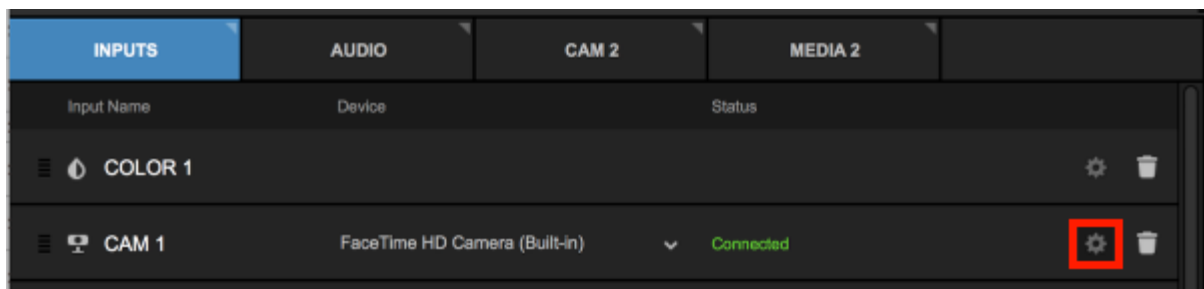 INPUTS AUDIO CAM 2 MEDIA 2
Input Name Device Status
COLOR 1
CAM 1 FaceTime HD Camera (Built-in) Connected